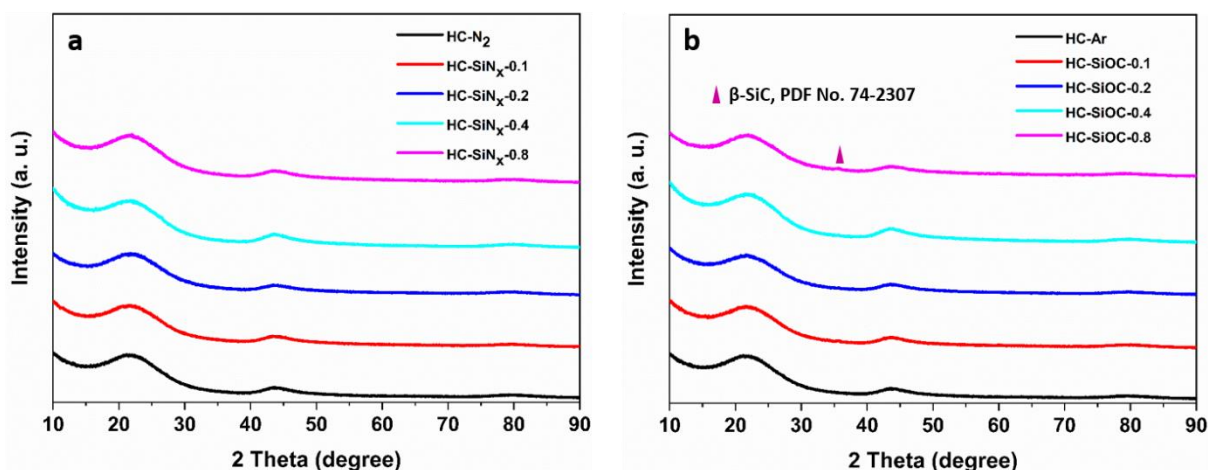 a
HC-N2
HC-SiNx-0.1
HC-SiNx-0.2
HC-SiNx-0.4
HC-SiNx-0.8
Intensity (a. u.)
10 20 30 40 50 60 70 80 90
2 Theta (degree)
b
HC-Ar
HC-SiOC-0.1
HC-SiOC-0.2
HC-SiOC-0.4
HC-SiOC-0.8
β-SiC, PDF No. 74-2307
Intensity (a. u.)
10 20 30 40 50 60 70 80 90
2 Theta (degree)